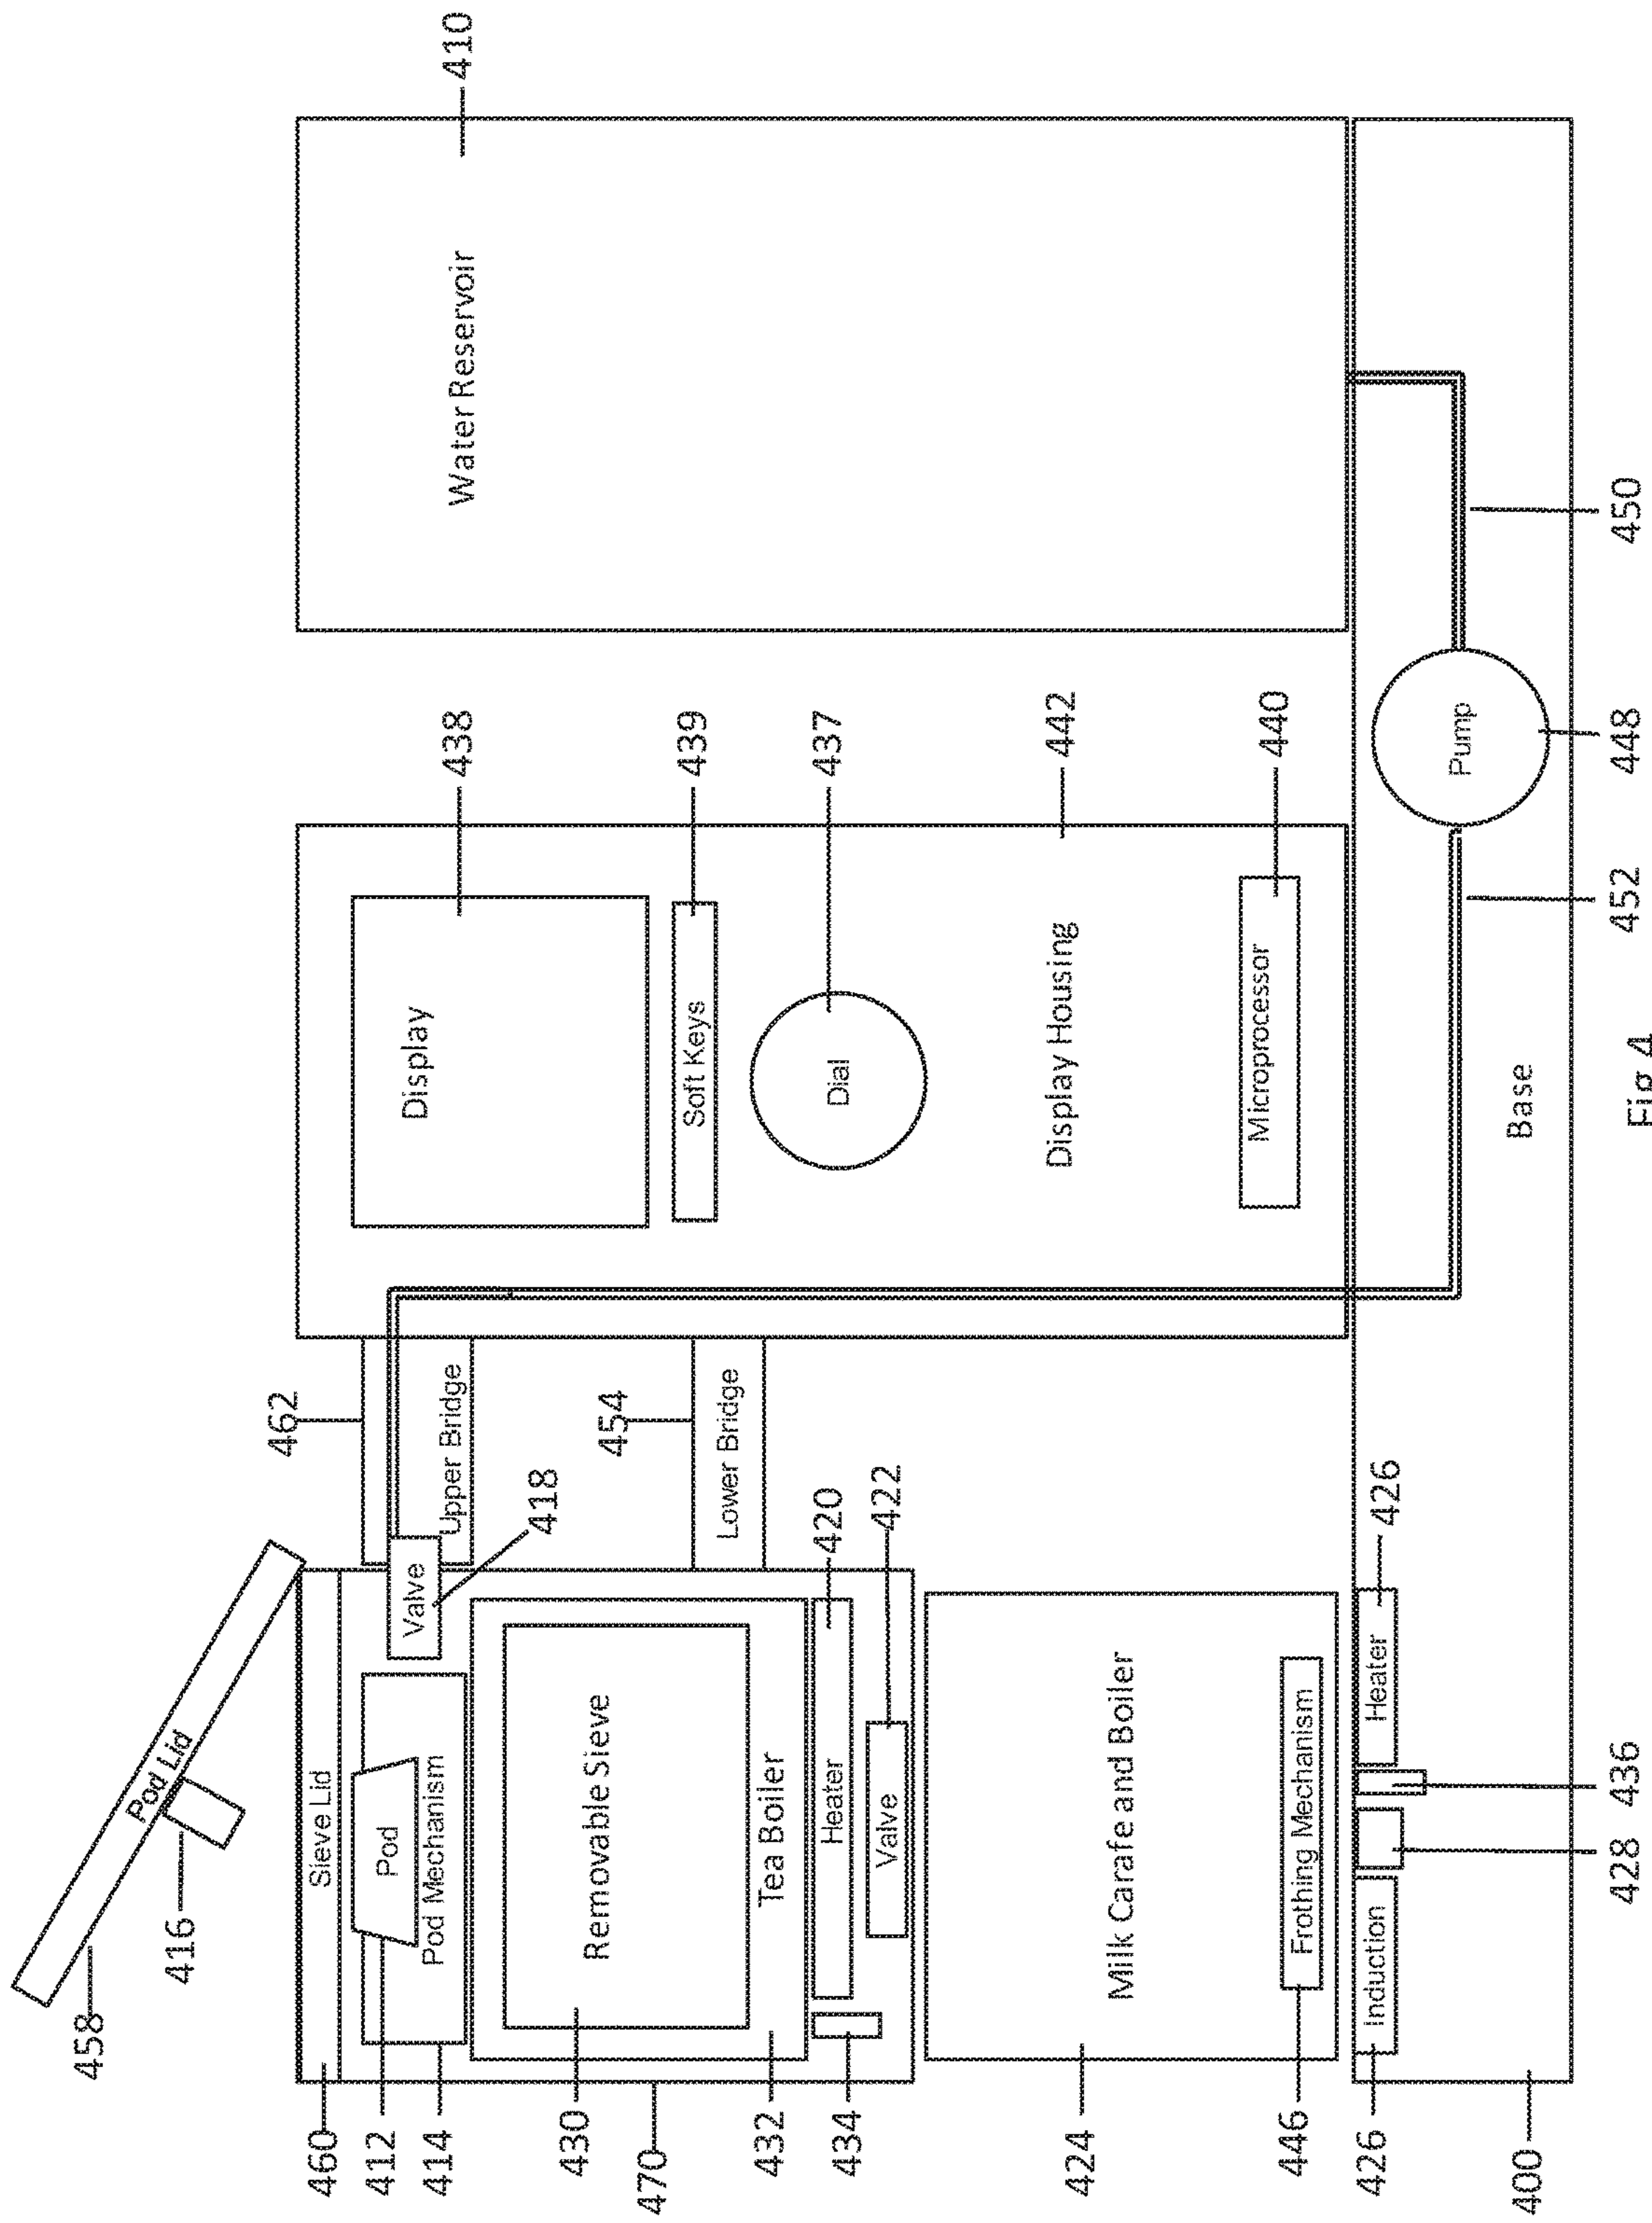 458
416
Pod Lid
460
Sieve Lid
412
Pod
414
Pod Mechanism
Valve
418
462
Upper Bridge
430
Removable Sieve
470
454
Lower Bridge
432
Tea Boiler
434
Heater
420
Valve
422
424
Milk Carafe and Boiler
446
Frothing Mechanism
426
Induction
Heater
426
428
436
400
Base
Display
438
Soft Keys
439
Dial
437
Display Housing
442
Microprocessor
440
Water Reservoir
410
Pump
452
448
450
Fig 4